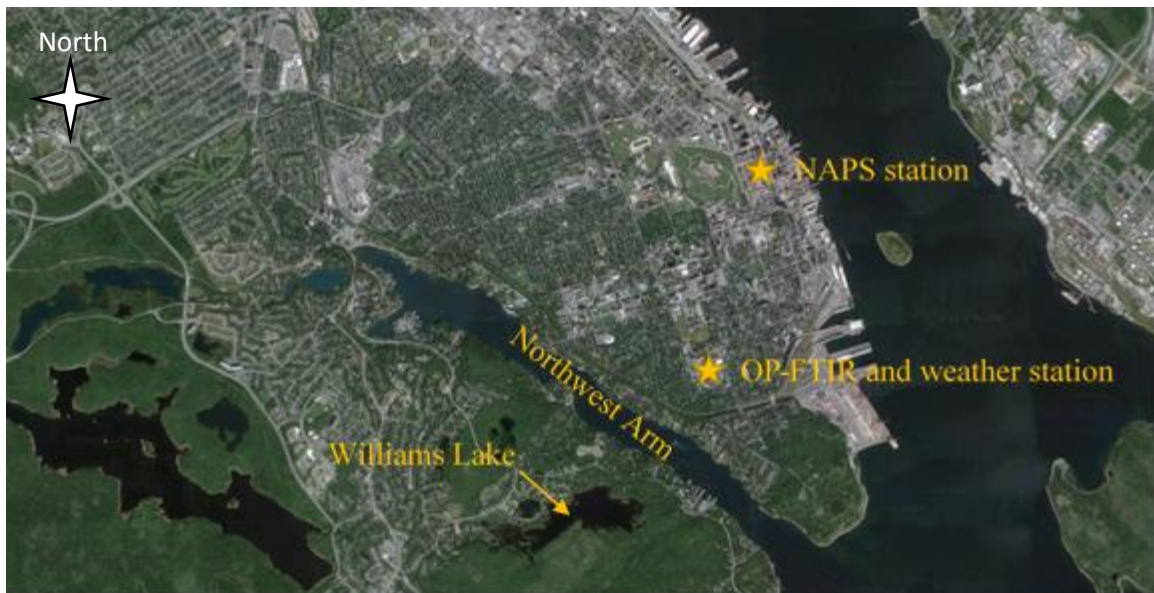 North
NAPS station
OP-FTIR and weather station
Northwest Arm
Williams Lake